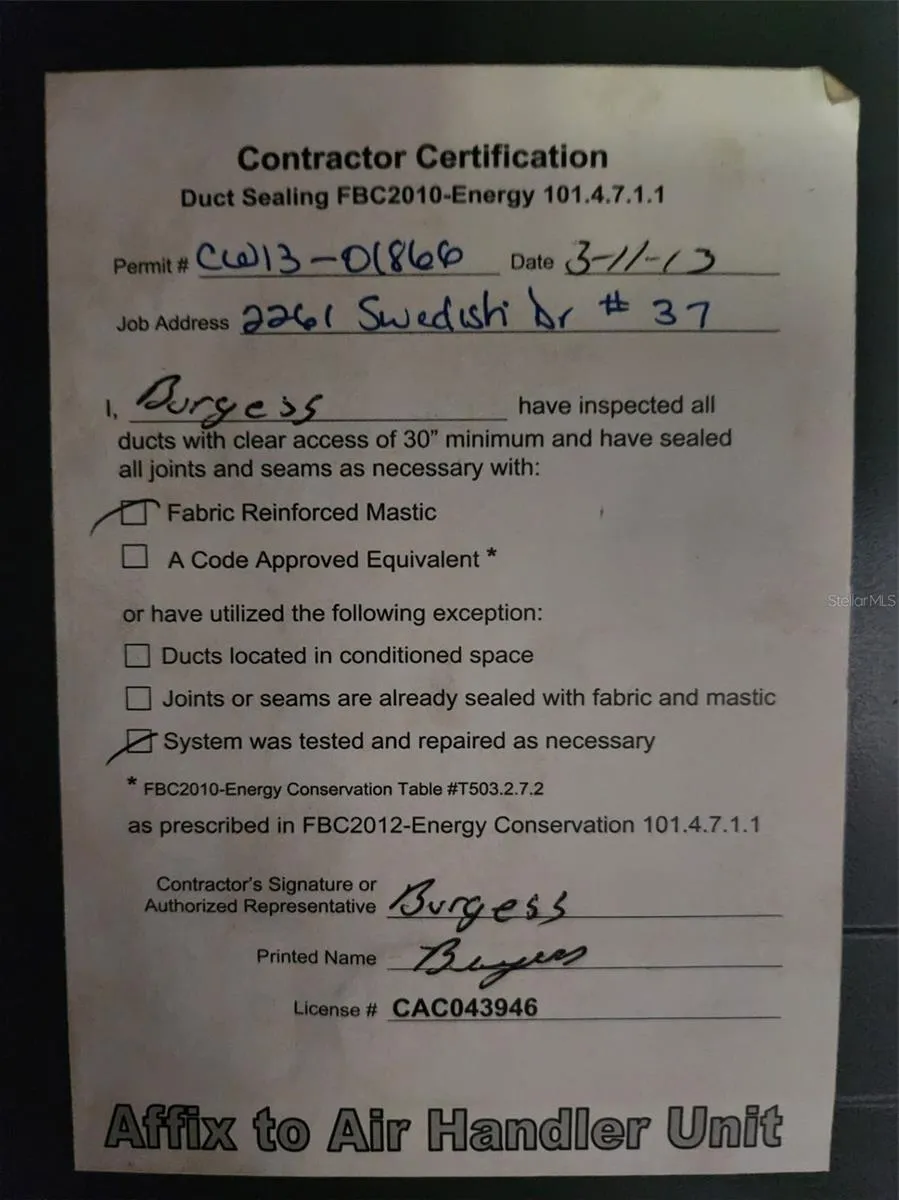 Contractor Certification
Duct Sealing FBC2010-Energy 101.4.7.1.1
Permit # CW13-01866 Date 3-11-13
Job Address 2261 Swedish Dr # 37
I, Burgess have inspected all
ducts with clear access of 30” minimum and have sealed
all joints and seams as necessary with:
Fabric Reinforced Mastic
A Code Approved Equivalent *
or have utilized the following exception:
Ducts located in conditioned space
Joints or seams are already sealed with fabric and mastic
System was tested and repaired as necessary
* FBC2010-Energy Conservation Table #T503.2.7.2
as prescribed in FBC2012-Energy Conservation 101.4.7.1.1
Contractor's Signature or
Authorized Representative Burgess
Printed Name Burgess
License # CAC043946
Affix to Air Handler Unit
StellarMLS